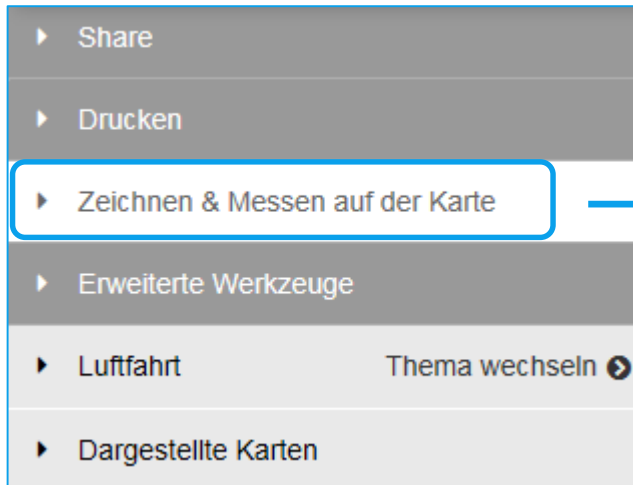 Share
Drucken
Zeichnen & Messen auf der Karte
Erweiterte Werkzeuge
Luftfahrt Thema wechseln
Dargestellte Karten